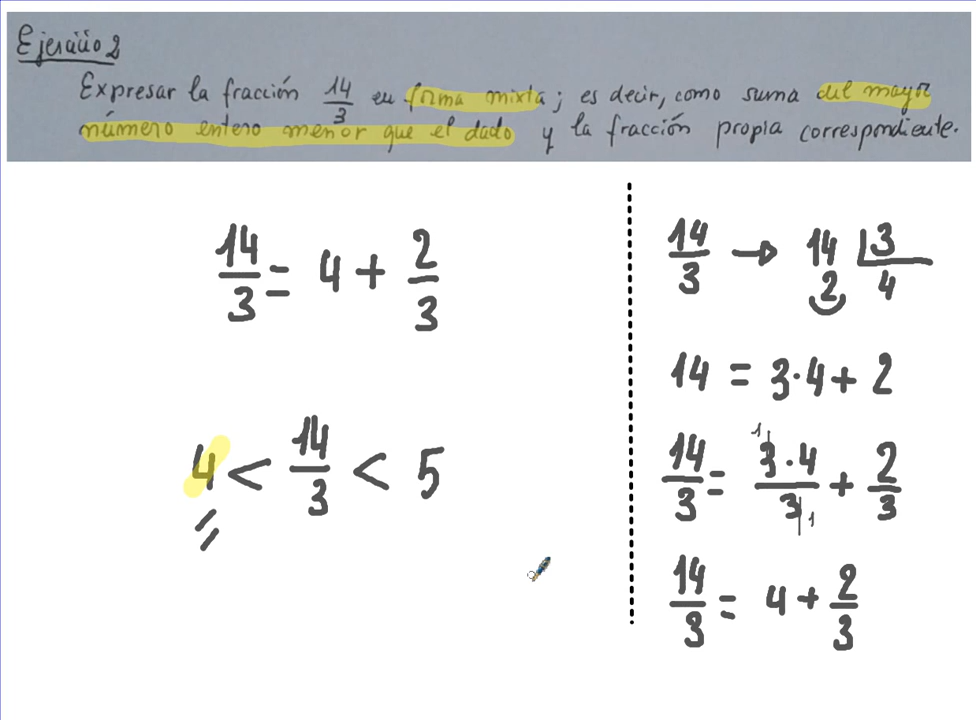 Ejercicio 2
Expresar la fracción 14/3 en forma mixta; es decir, como suma del mayor
número entero menor que el dado y la fracción propia correspondiente.
14/3 = 4 + 2/3
4 < 14/3 < 5
14/3 → 14 |3
2 4
14 = 3·4 + 2
14/3 = 3·4/3 + 2/3
1 1
14/3 = 4 + 2/3